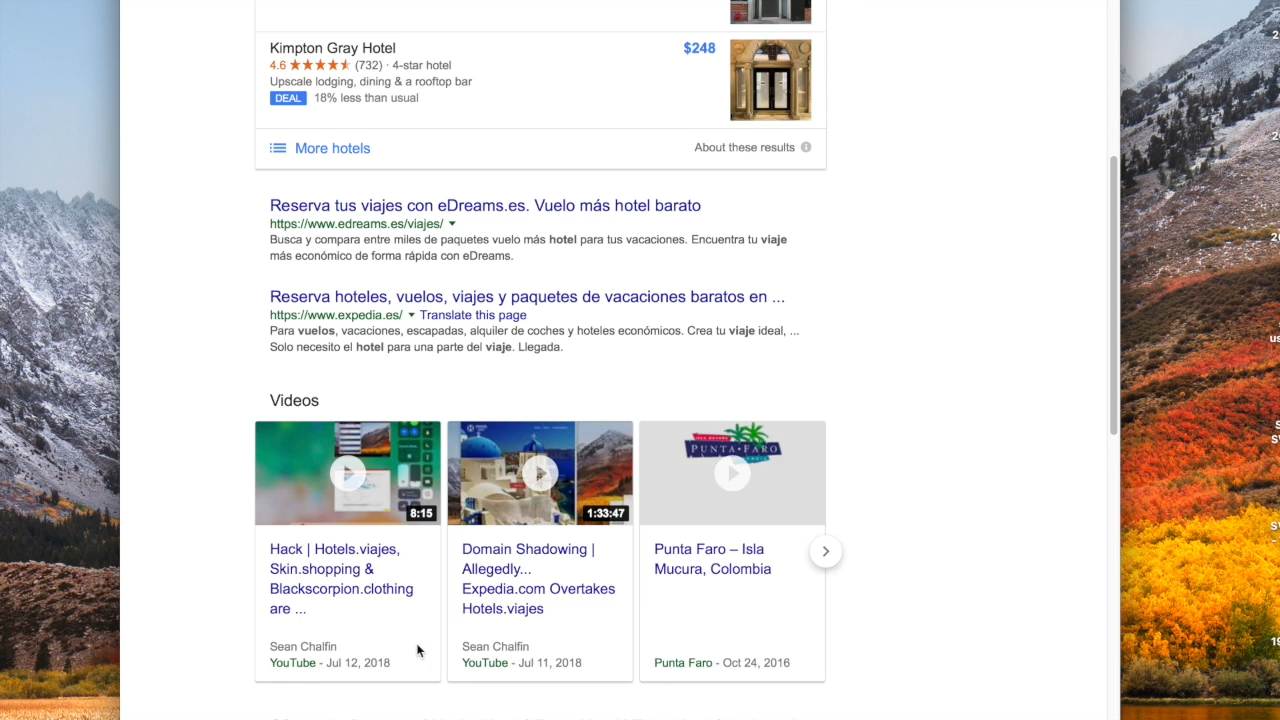 Kimpton Gray Hotel
$248
4.6 ★★★★★ (732) · 4-star hotel
Upscale lodging, dining & a rooftop bar
DEAL 18% less than usual
More hotels
About these results
Reserva tus viajes con eDreams.es. Vuelo más hotel barato
https://www.edreams.es/viajes/
Busca y compara entre miles de paquetes vuelo más hotel para tus vacaciones. Encuentra tu viaje
más económico de forma rápida con eDreams.
Reserva hoteles, vuelos, viajes y paquetes de vacaciones baratos en ...
https://www.expedia.es/ Translate this page
Para vuelos, vacaciones, escapadas, alquiler de coches y hoteles económicos. Crea tu viaje ideal, ...
Solo necesito el hotel para una parte del viaje. Llegada.
Videos
8:15
Hack | Hotels.viajes,
Skin.shopping &
Blackscorpion.clothing
are ...
Sean Chalfin
YouTube - Jul 12, 2018
1:33:47
Domain Shadowing |
Allegedly...
Expedia.com Overtakes
Hotels.viajes
Sean Chalfin
YouTube - Jul 11, 2018
PUNTA FARO
Punta Faro – Isla
Mucura, Colombia
Punta Faro - Oct 24, 2016